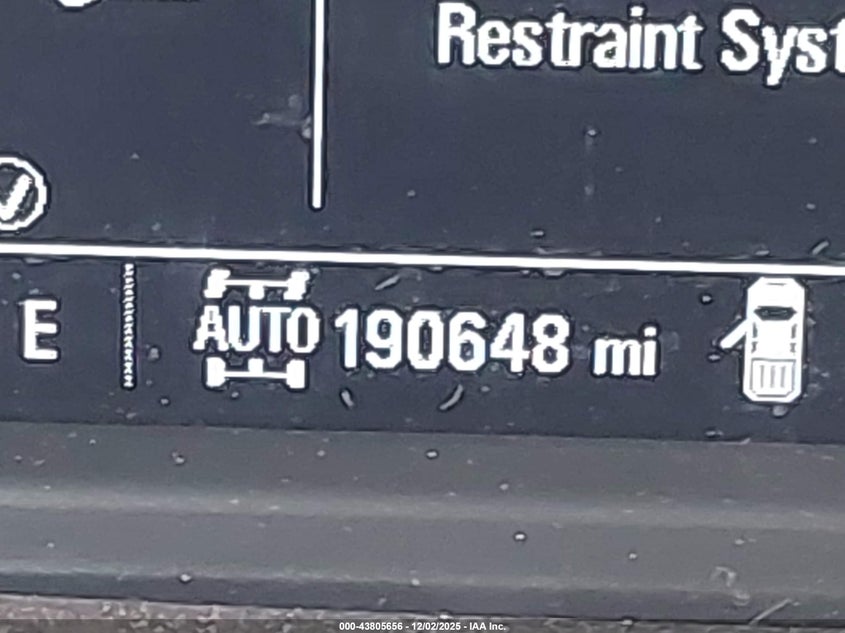 Restraint Syst
E AUTO 190648 mi
000-43805656 - 12/02/2025 - IAA Inc.